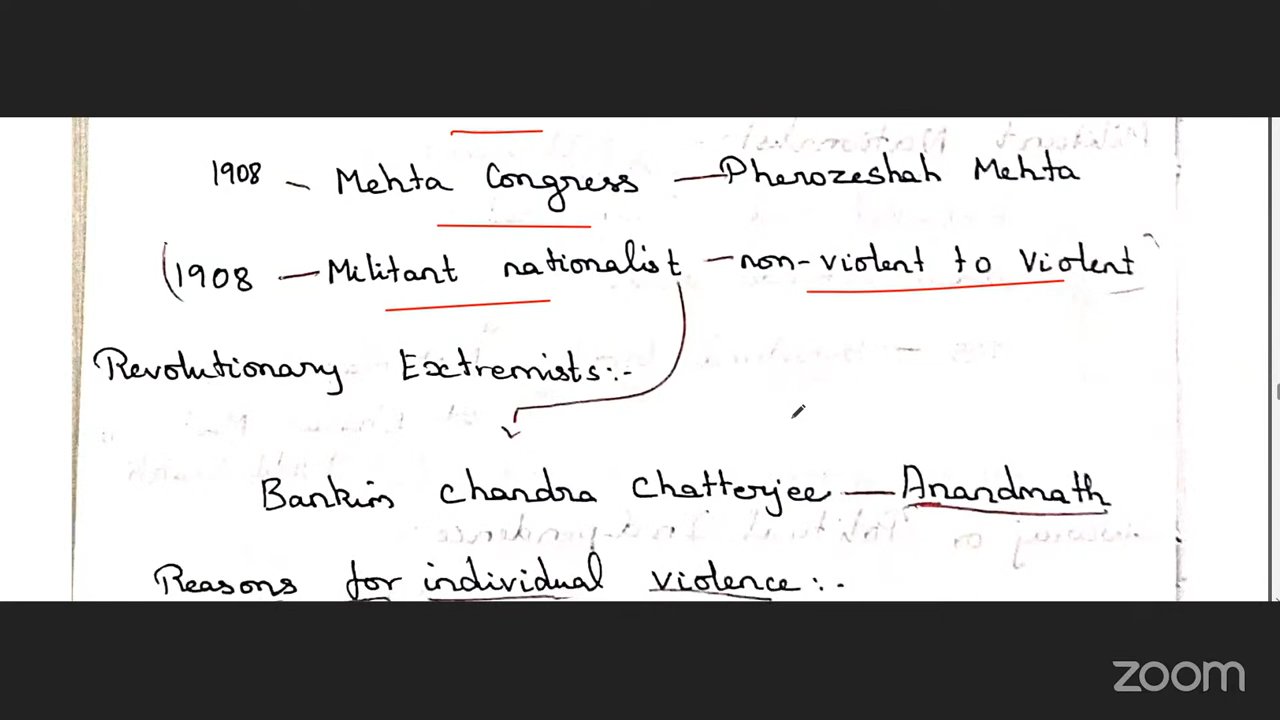 1908 - Mehta Congress - Pherozeshah Mehta
(1908 - Militant nationalist - non-violent to violent
Revolutionary Extremists:-
Bankim Chandra Chatterjee - Anandmath
Reasons for individual violence:-
zoom